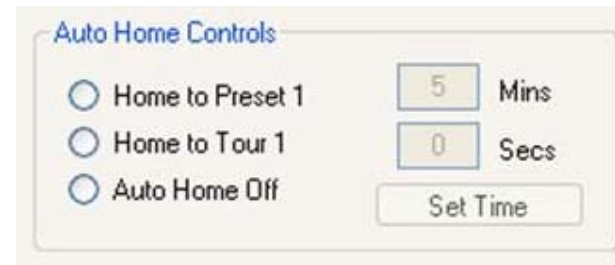 Auto Home Controls
Home to Preset 1
5 Mins
Home to Tour 1
0 Secs
Auto Home Off
Set Time